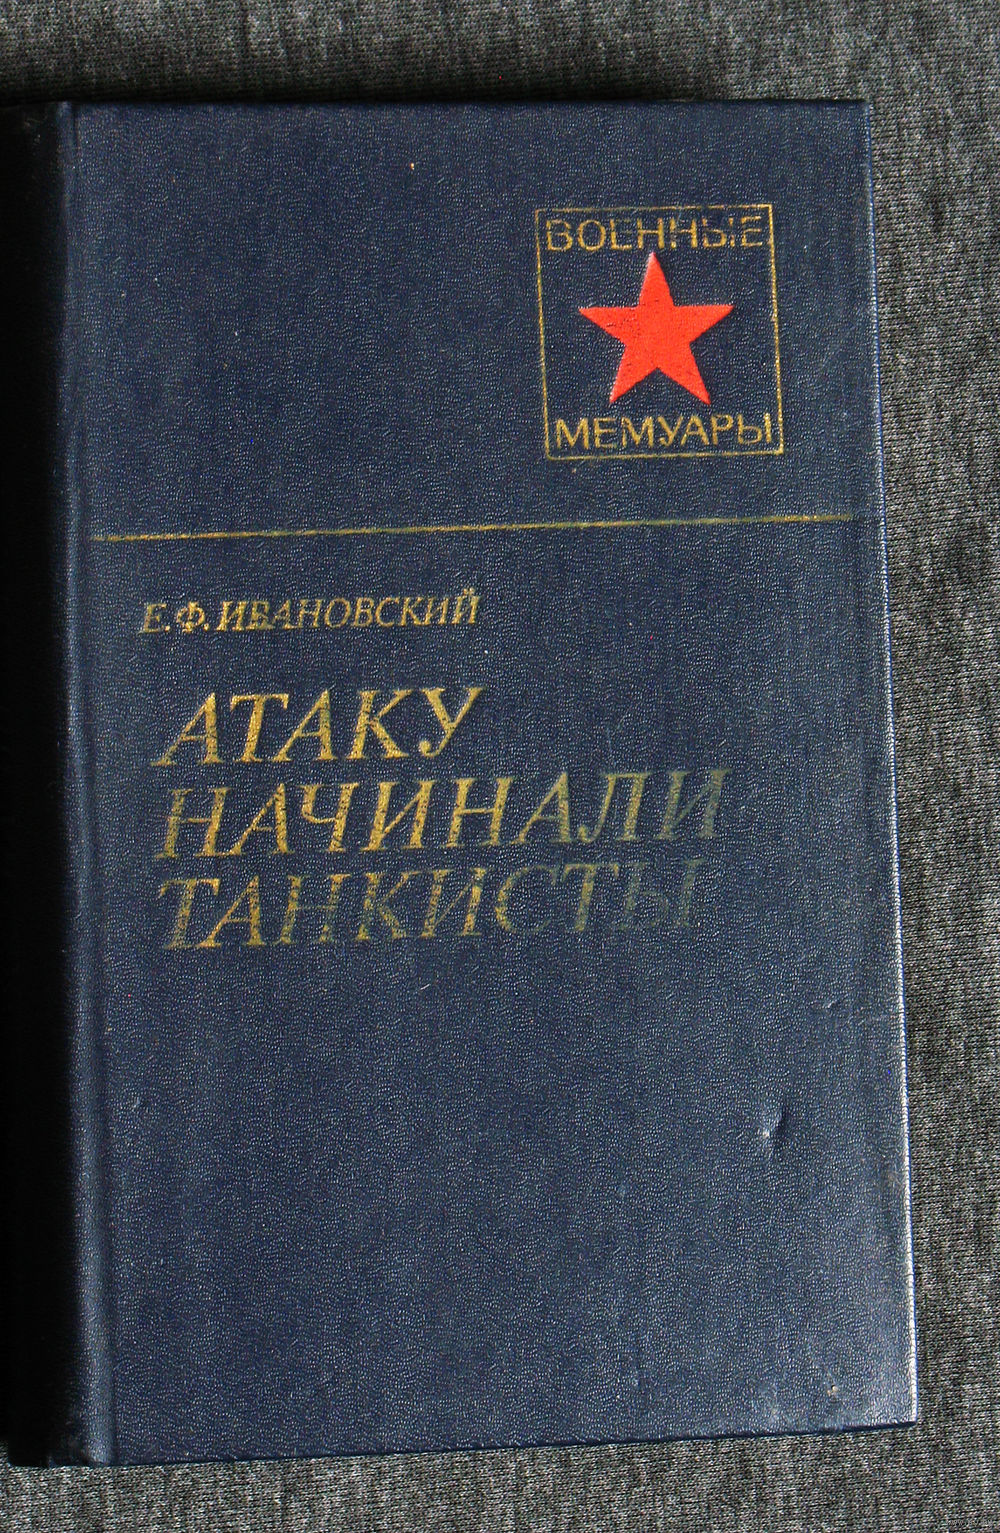 ВОЕННЫЕ
МЕМУАРЫ
Е. Ф. ИВАНОВСКИЙ
АТАКУ
НАЧИНАЛИ
ТАНКИСТЫ